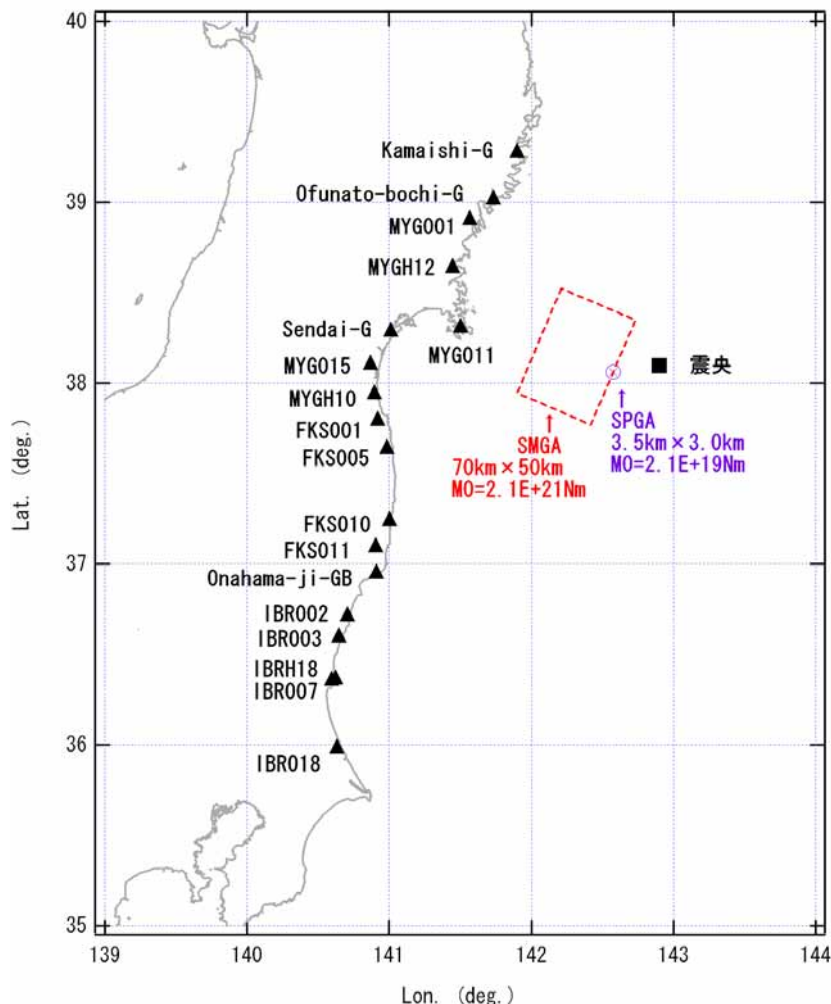 40
Kamaishi-G
39
Ofunato-bochi-G
MYG001
MYGH12
Sendai-G
MYG011
MYG015
震央
38
MYGH10
FKS001
SPGA
3.5km×3.0km
M0=2.1E+19Nm
SMGA
70km×50km
M0=2.1E+21Nm
FKS005
Lat. (deg.)
FKS010
FKS011
37
Onahama-ji-GB
IBR002
IBR003
IBRH18
IBR007
36
IBR018
35
139
140
141
142
143
144
Lon. (deg.)